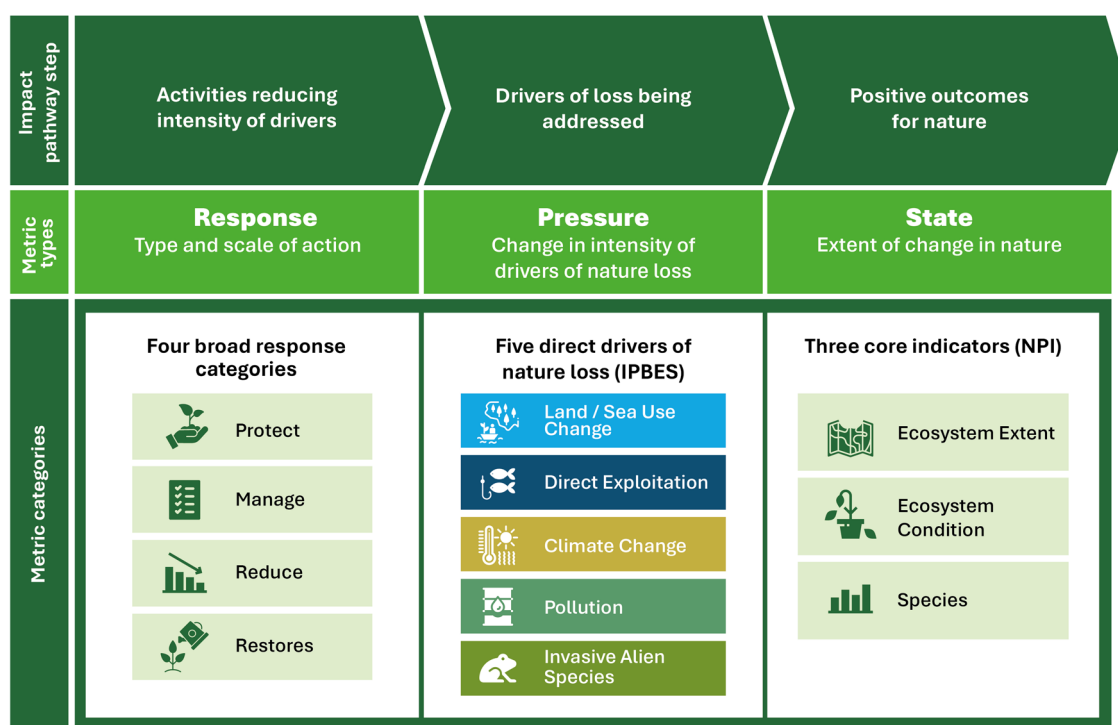 Impact
pathway step
Activities reducing
intensity of drivers
Drivers of loss being
addressed
Positive outcomes
for nature
Metric
types
Response
Type and scale of action
Pressure
Change in intensity of
drivers of nature loss
State
Extent of change in nature
Metric categories
Four broad response
categories
Protect
Manage
Reduce
Restores
Five direct drivers of
nature loss (IPBES)
Land / Sea Use
Change
Direct Exploitation
Climate Change
Pollution
Invasive Alien
Species
Three core indicators (NPI)
Ecosystem Extent
Ecosystem
Condition
Species